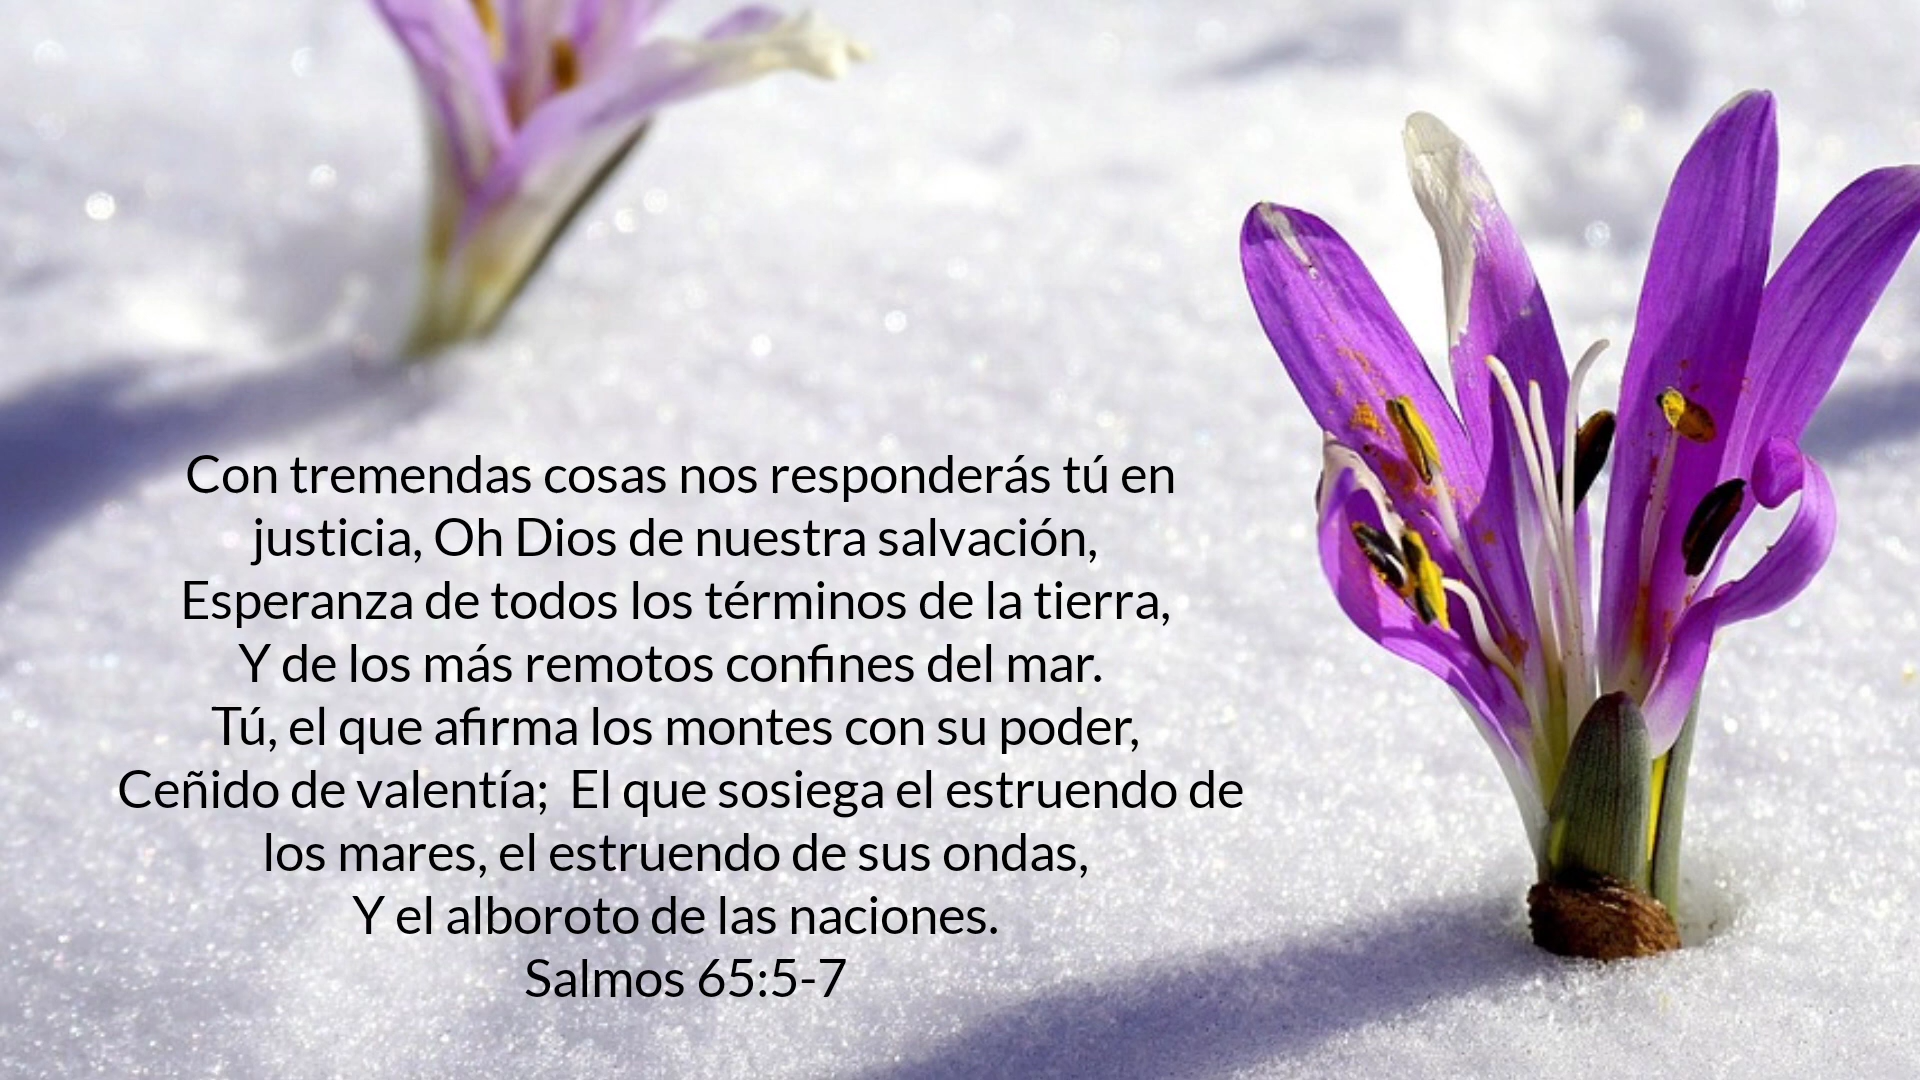 Con tremendas cosas nos responderás tú en
justicia, Oh Dios de nuestra salvación,
Esperanza de todos los términos de la tierra,
Y de los más remotos confines del mar.
Tú, el que afirma los montes con su poder,
Ceñido de valentía;  El que sosiega el estruendo de
los mares, el estruendo de sus ondas,
Y el alboroto de las naciones.
Salmos 65:5-7